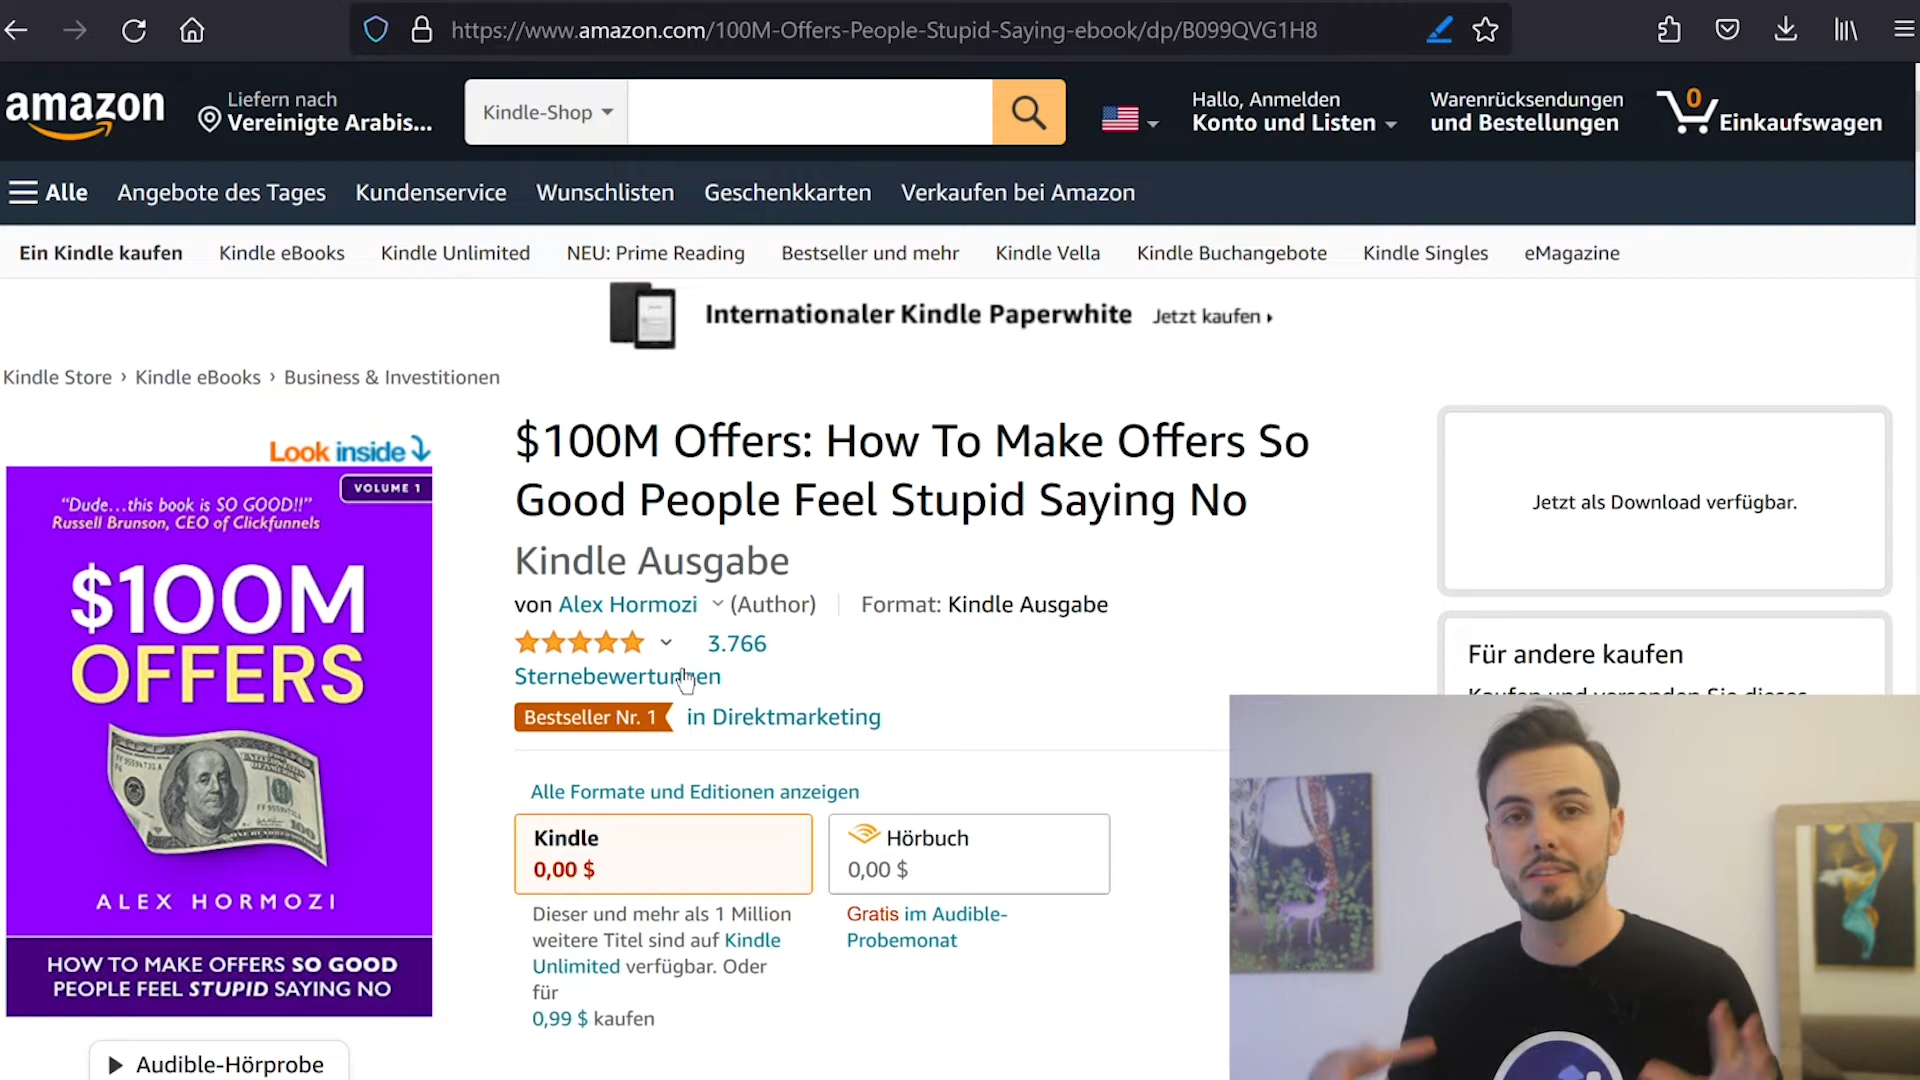 https://www.amazon.com/100M-Offers-People-Stupid-Saying-ebook/dp/B099QVG1H8
amazon
Liefern nach
Vereinigte Arabis...
Kindle-Shop
Hallo, Anmelden
Konto und Listen
Warenrücksendungen
und Bestellungen
0
Einkaufswagen
Alle
Angebote des Tages
Kundenservice
Wunschlisten
Geschenkkarten
Verkaufen bei Amazon
Ein Kindle kaufen
Kindle eBooks
Kindle Unlimited
NEU: Prime Reading
Bestseller und mehr
Kindle Vella
Kindle Buchangebote
Kindle Singles
eMagazine
Internationaler Kindle Paperwhite Jetzt kaufen
Kindle Store › Kindle eBooks › Business & Investitionen
Look inside
VOLUME 1
“Dude...this book is SO GOOD!!”
Russell Brunson, CEO of Clickfunnels
$100M
OFFERS
ALEX HORMOZI
HOW TO MAKE OFFERS SO GOOD
PEOPLE FEEL STUPID SAYING NO
Audible-Hörprobe
$100M Offers: How To Make Offers So
Good People Feel Stupid Saying No
Kindle Ausgabe
von Alex Hormozi (Author) Format: Kindle Ausgabe
3.766
Sternebewertungen
Bestseller Nr. 1 in Direktmarketing
Alle Formate und Editionen anzeigen
Kindle
0,00 $
Dieser und mehr als 1 Million
weitere Titel sind auf Kindle
Unlimited verfügbar. Oder
für
0,99 $ kaufen
Hörbuch
0,00 $
Gratis im Audible-
Probemonat
Jetzt als Download verfügbar.
Für andere kaufen
Kaufen und versenden Sie dieses